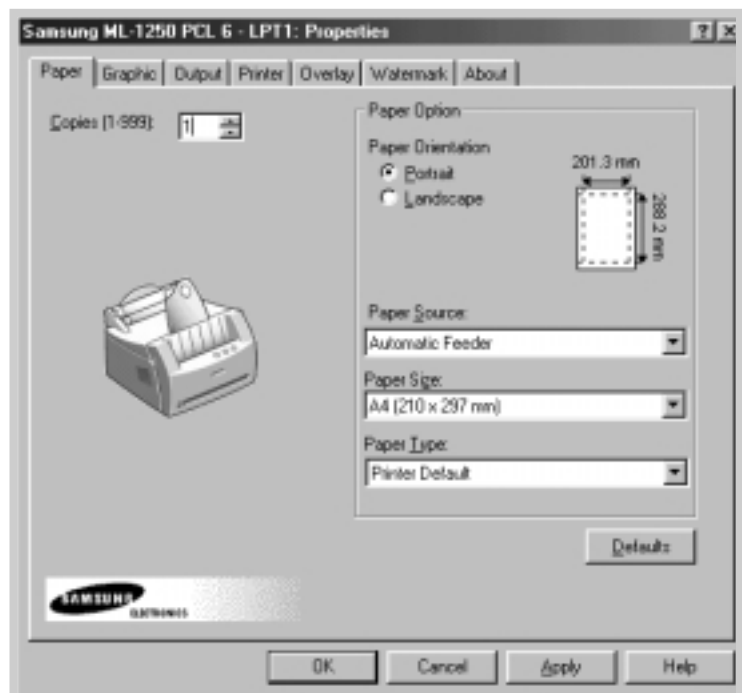 Samsung ML-1250 PCL 6 - LPT1: Properties
Paper Graphic Output Printer Overlay Watermark About
Copies (1-999): 1
Paper Option
Paper Orientation
Portrait
Landscape
201.3 mm
288.2 mm
Paper Source:
Automatic Feeder
Paper Size:
A4 (210 x 297 mm)
Paper Type:
Printer Default
Defaults
SAMSUNG
ELECTRONICS
OK Cancel Apply Help